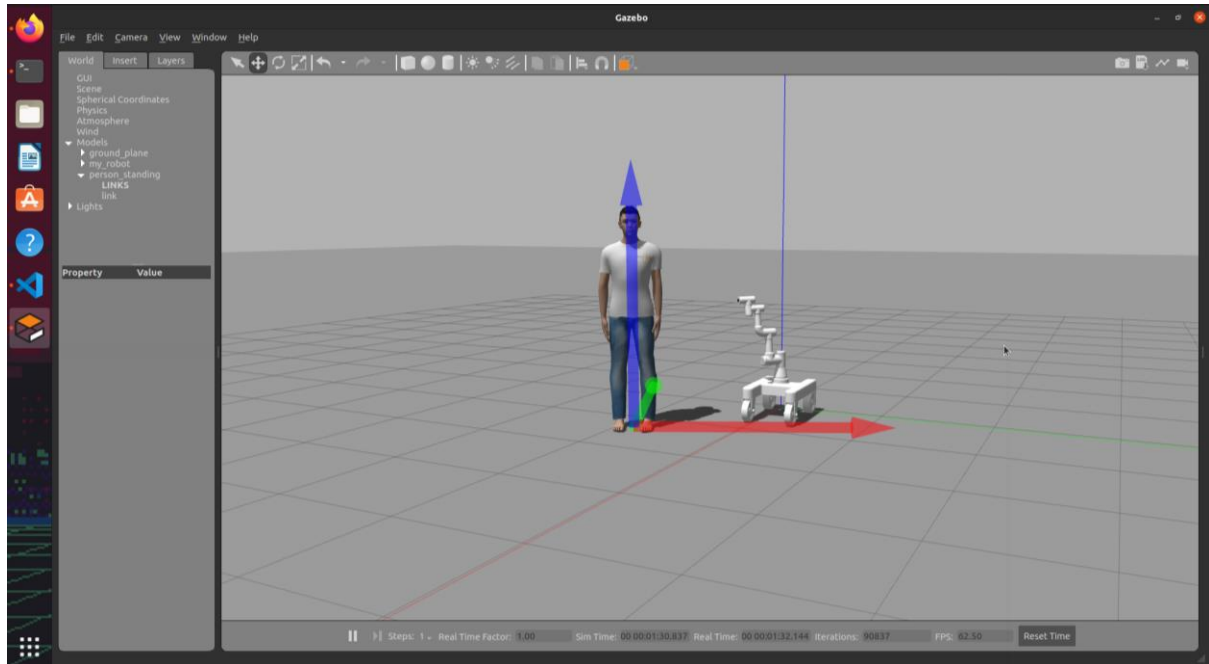 Gazebo
File Edit Camera View Window Help
World Insert Layers
GUI
Scene
Spherical Coordinates
Physics
Atmosphere
Wind
Models
ground_plane
my_robot
person_standing
LINKS
link
Lights
Property Value
Steps: 1 Real Time Factor: 1.00 Sim Time: 00 00:01:30.837 Real Time: 00 00:01:32.144 Iterations: 90837 FPS: 62.50 Reset Time